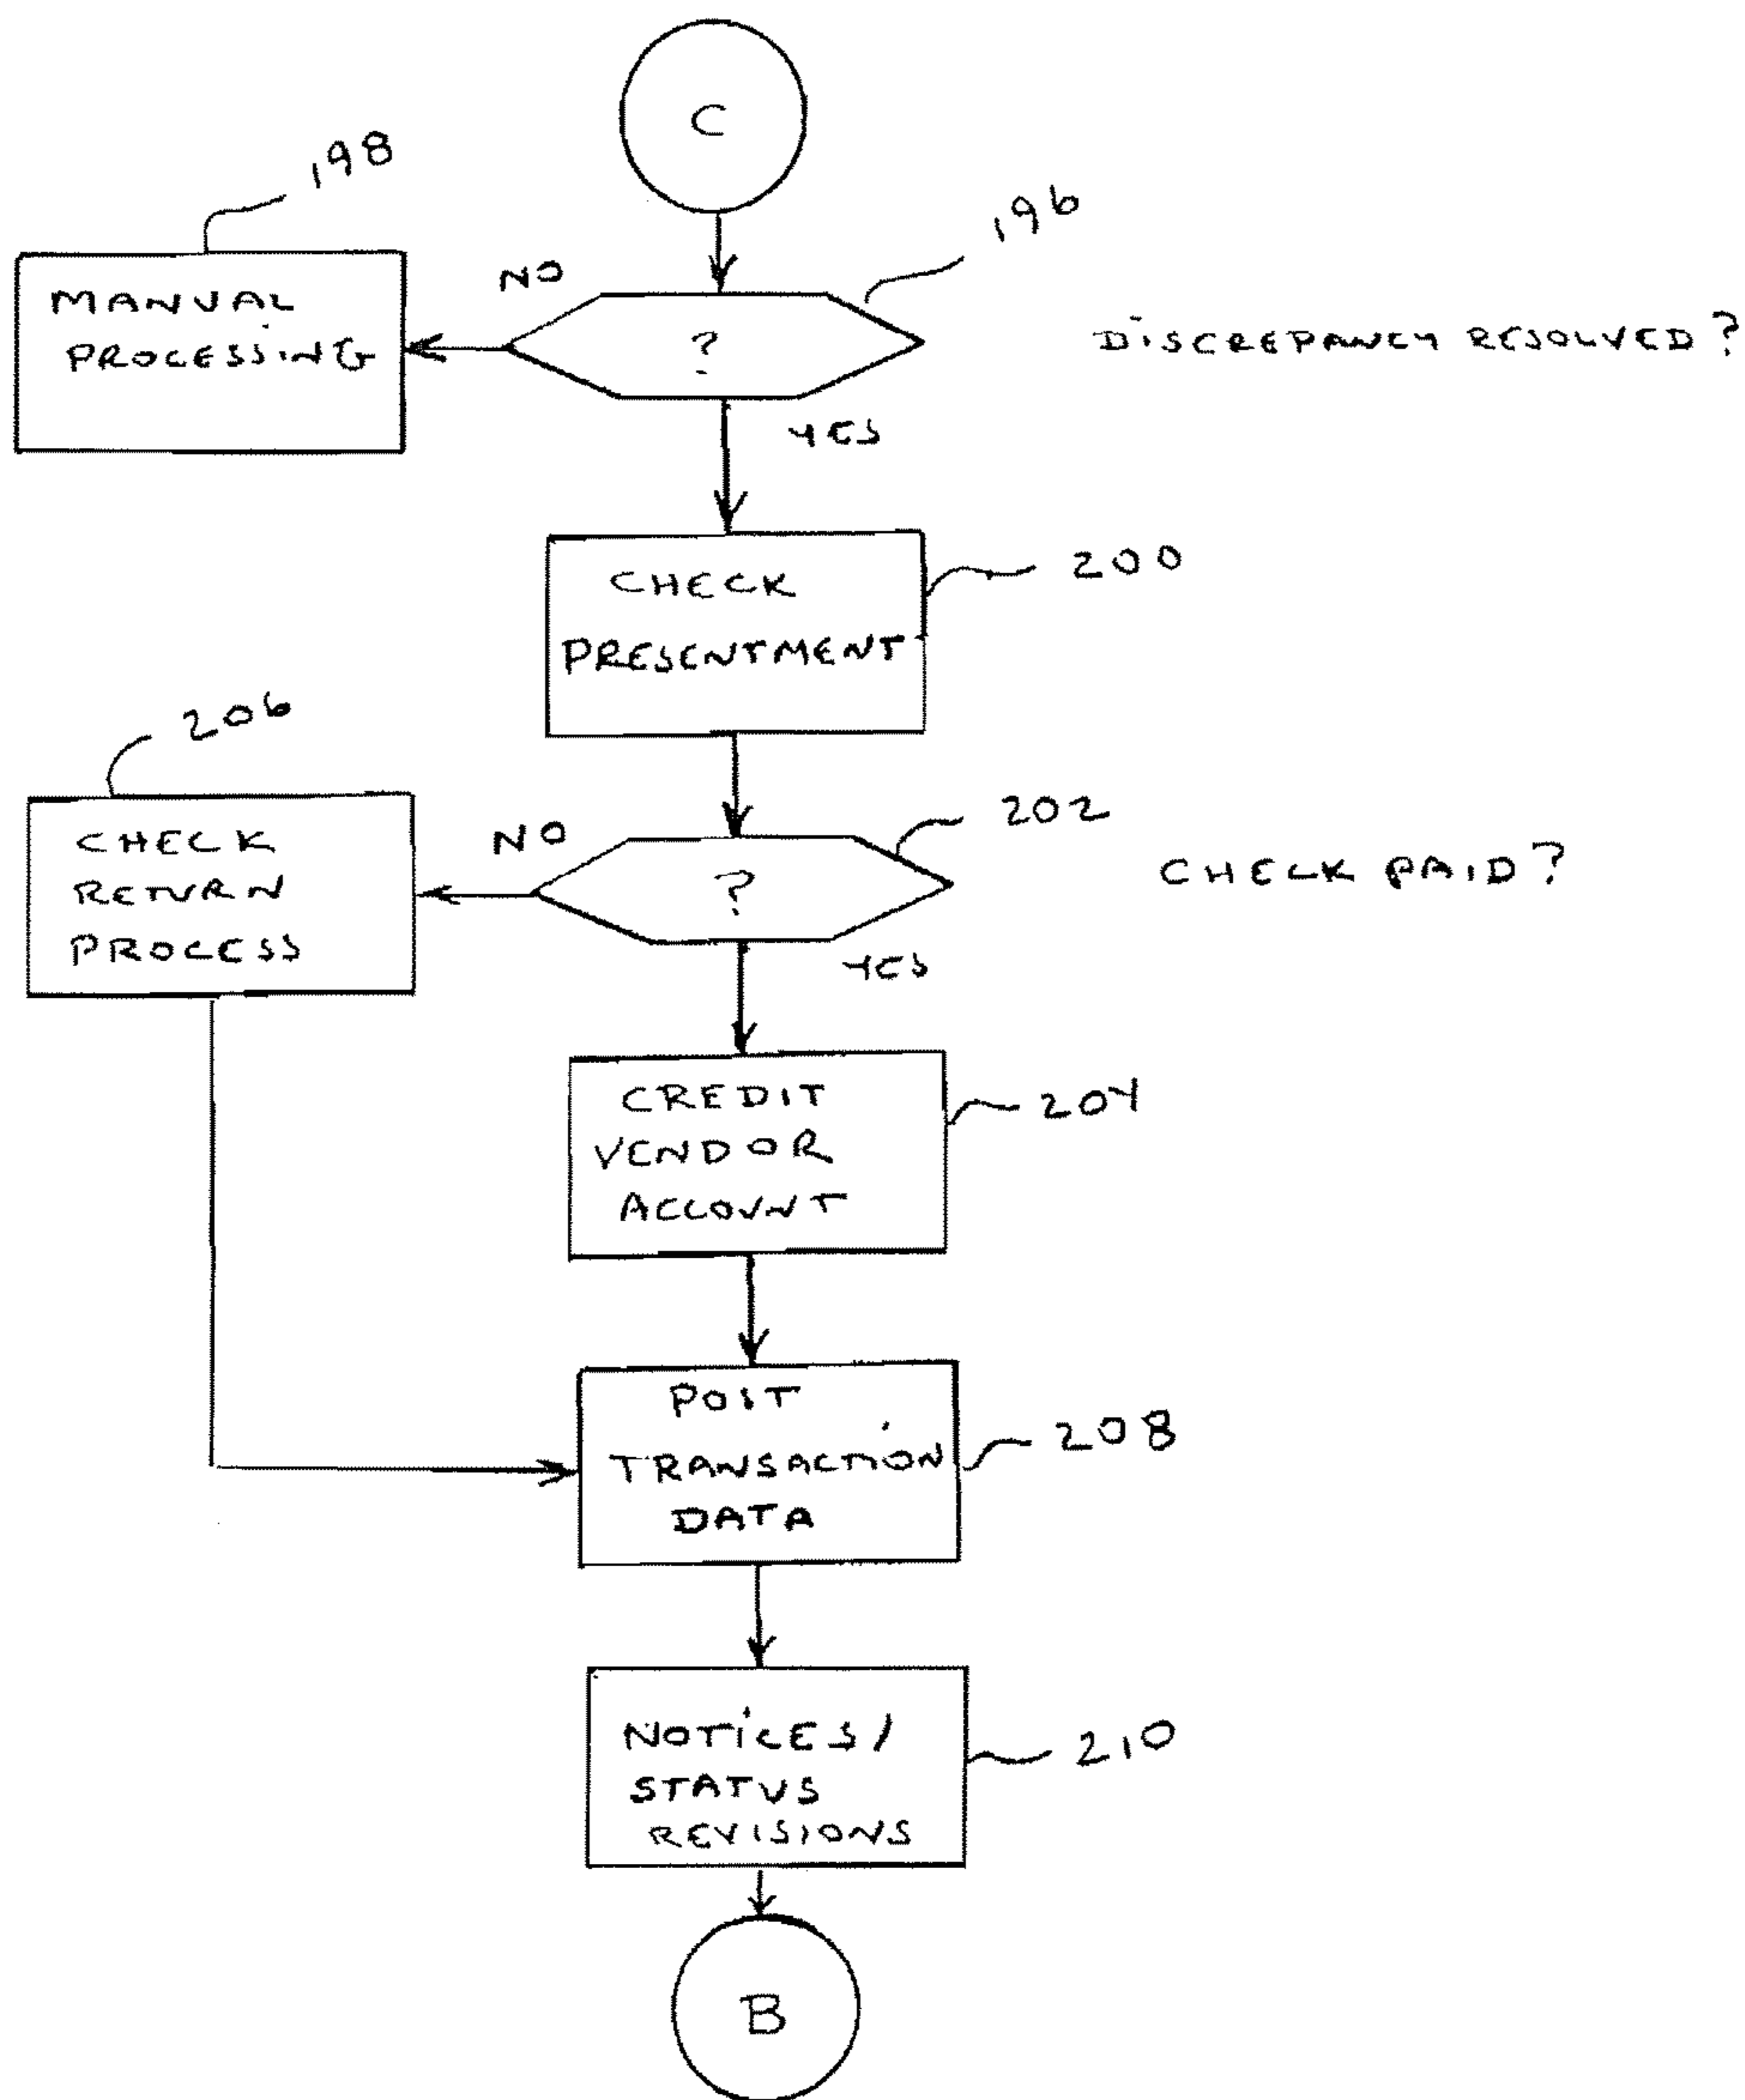 C
198
196
NO
MANUAL
PROCESSING
?
DISCREPANCY RESOLVED?
YES
200
CHECK
PRESENTMENT
206
202
NO
CHECK
RETURN
PROCESS
?
CHECK PAID?
YES
CREDIT
VENDOR
ACCOUNT
204
POST
TRANSACTION
DATA
208
NOTICES/
STATUS
REVISIONS
210
B